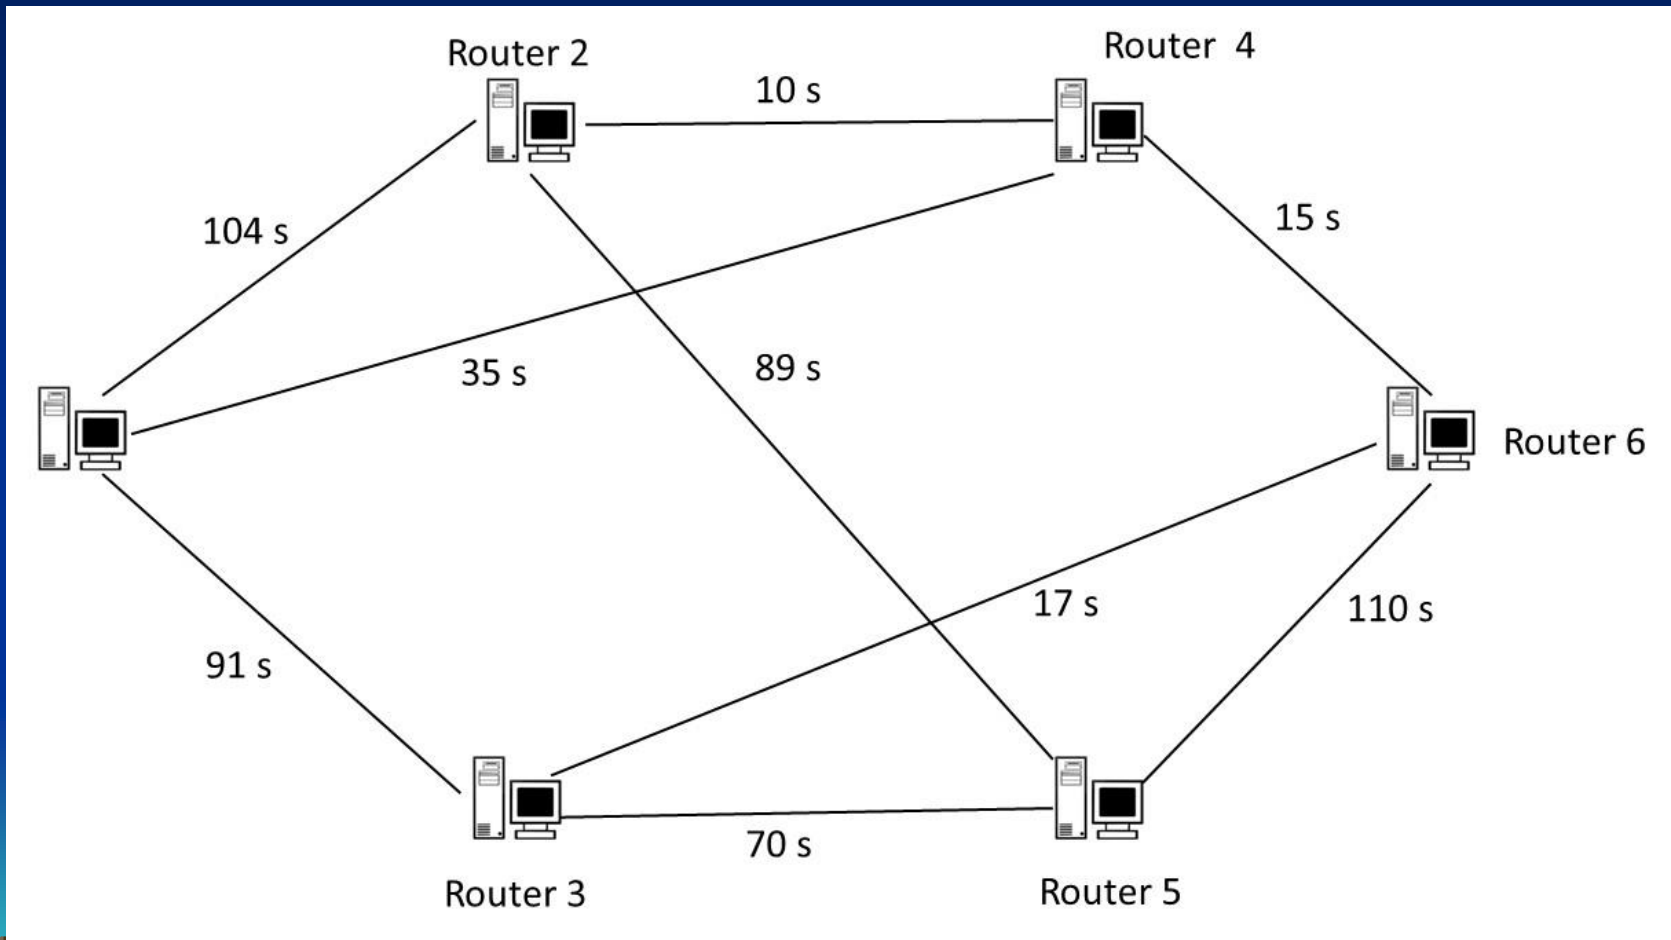 Router 2
Router 4
10 s
104 s
15 s
35 s
89 s
Router 6
17 s
110 s
91 s
70 s
Router 3
Router 5